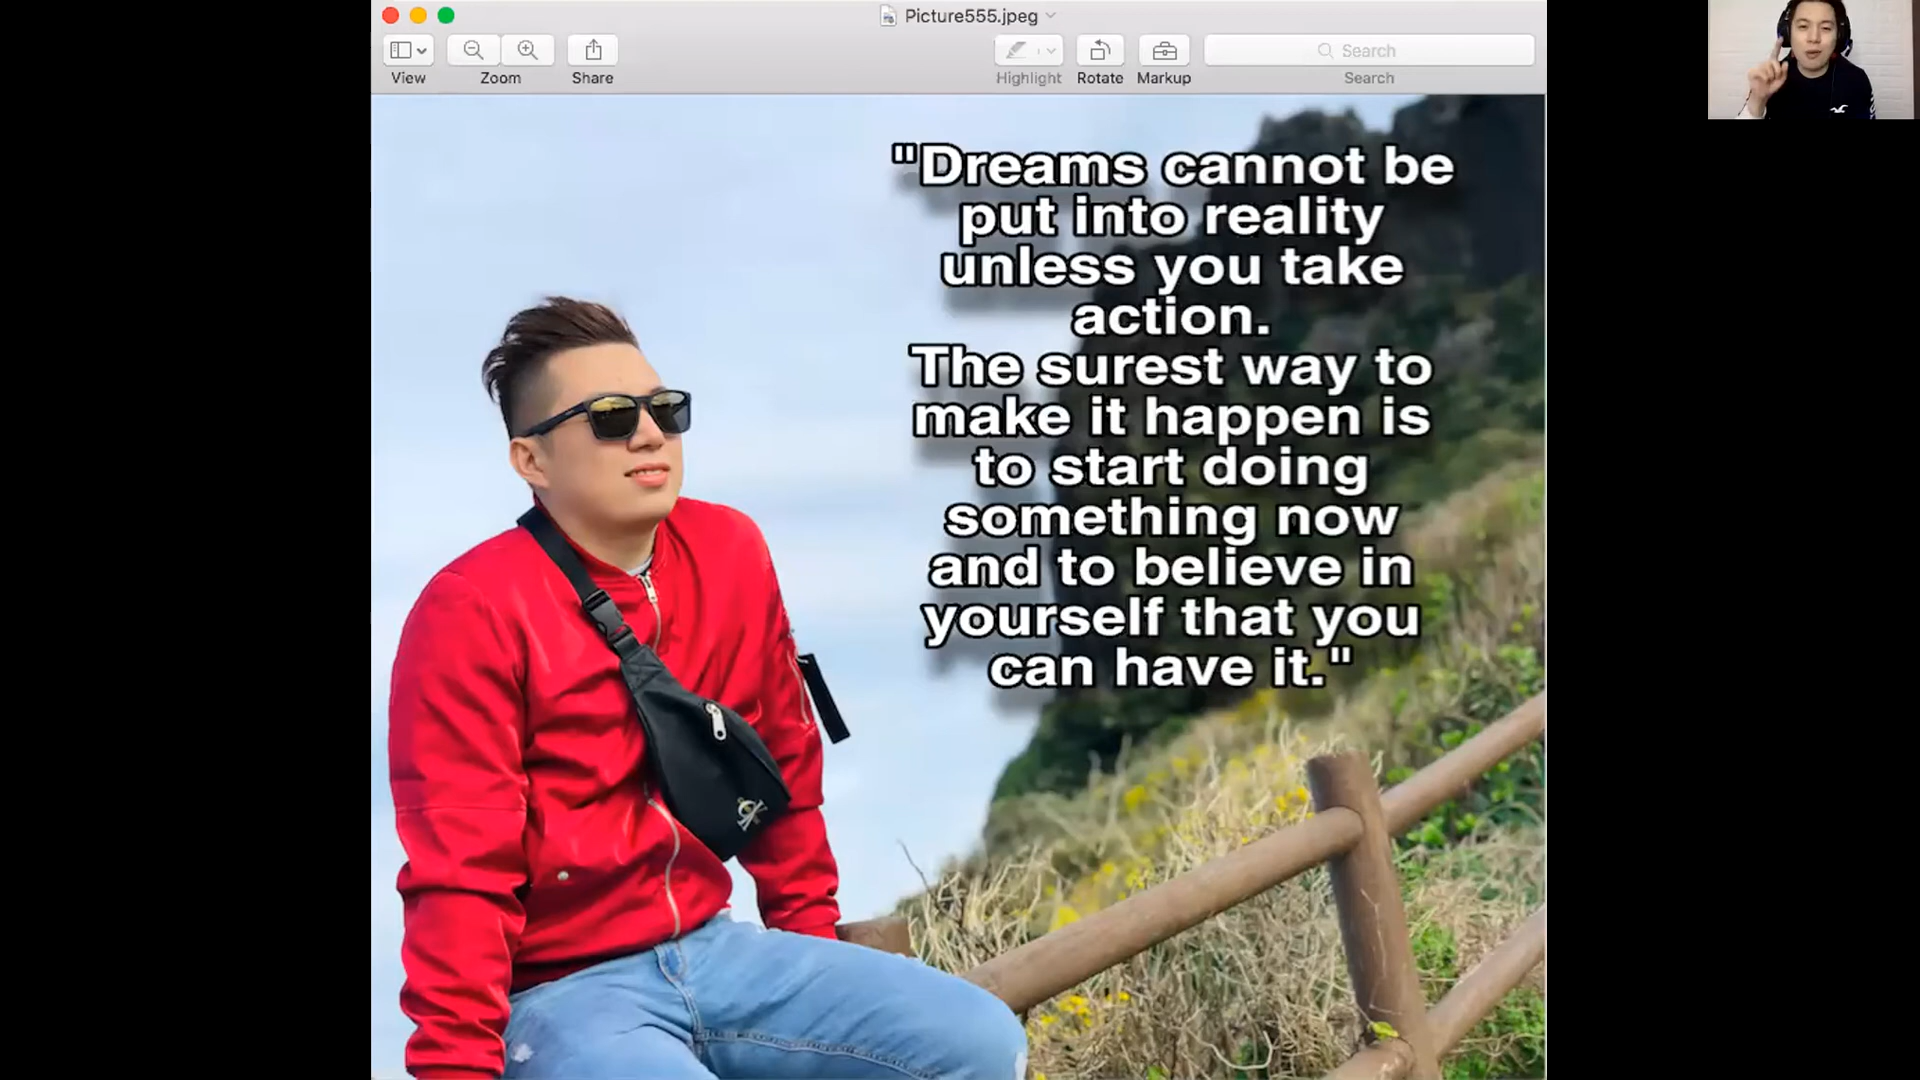 Picture555.jpeg
View
Zoom
Share
Highlight
Rotate
Markup
Search
Search
"Dreams cannot be
put into reality
unless you take
action.
The surest way to
make it happen is
to start doing
something now
and to believe in
yourself that you
can have it."